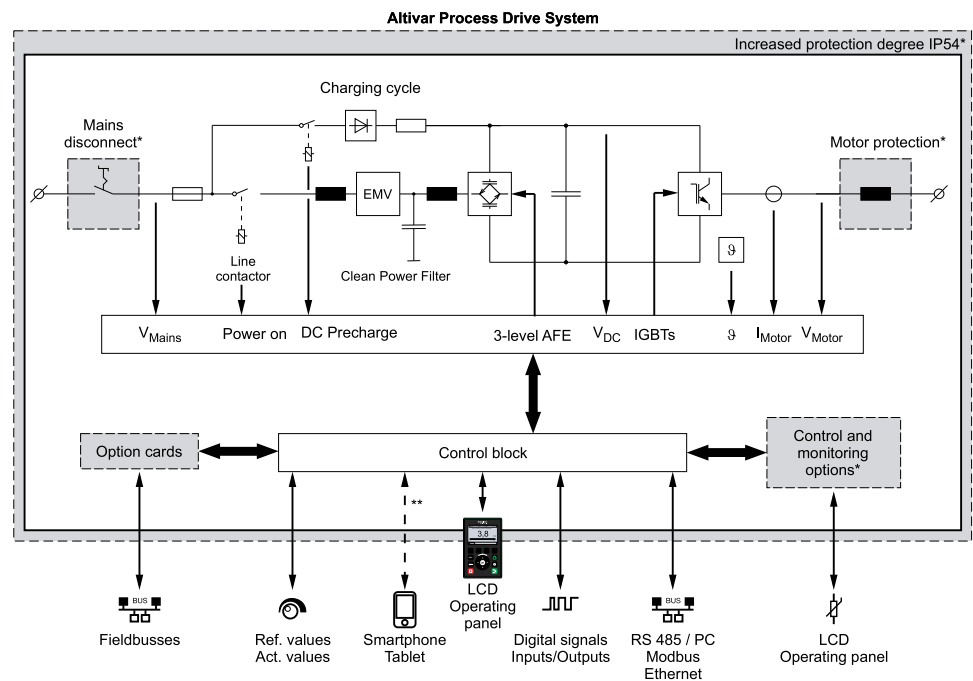 Altivar Process Drive System
Increased protection degree IP54*
Charging cycle
Mains
disconnect*
Motor protection*
EMV
ϑ
Line
contactor
Clean Power Filter
VMains
Power on
DC Precharge
3-level AFE
VDC
IGBTs
ϑ
IMotor
VMotor
Option cards
Control block
Control and
monitoring
options*
**
3,8
BUS
BUS
Fieldbusses
Ref. values
Act. values
Smartphone
Tablet
LCD
Operating
panel
Digital signals
Inputs/Outputs
RS 485 / PC
Modbus
Ethernet
LCD
Operating panel